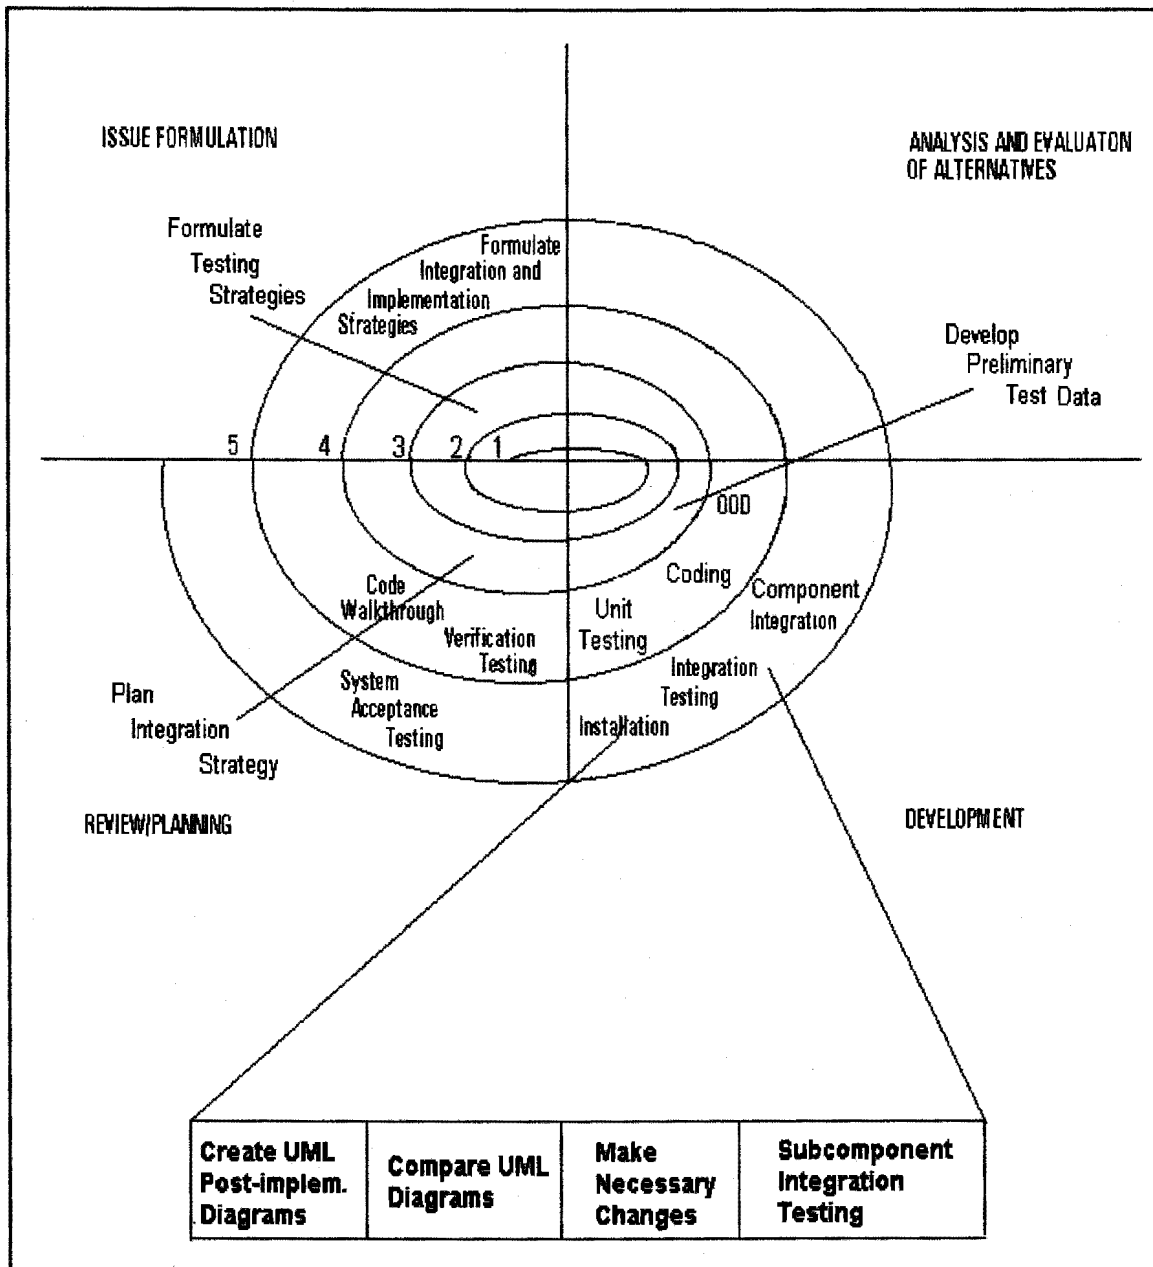 ISSUE FORMULATION
ANALYSIS AND EVALUATON
OF ALTERNATIVES
Formulate
Testing
Strategies
Formulate
Integration and
Implementation
Strategies
Develop
Preliminary
Test Data
5 4 3 2 1
OOD
Coding
Component
Integration
Unit
Testing
Integration
Testing
Installation
Code
Walkthrough
Verification
Testing
System
Acceptance
Testing
Plan
Integration
Strategy
REVIEW/PLANNING
DEVELOPMENT
Create UML
Post-implem.
Diagrams
Compare UML
Diagrams
Make
Necessary
Changes
Subcomponent
Integration
Testing